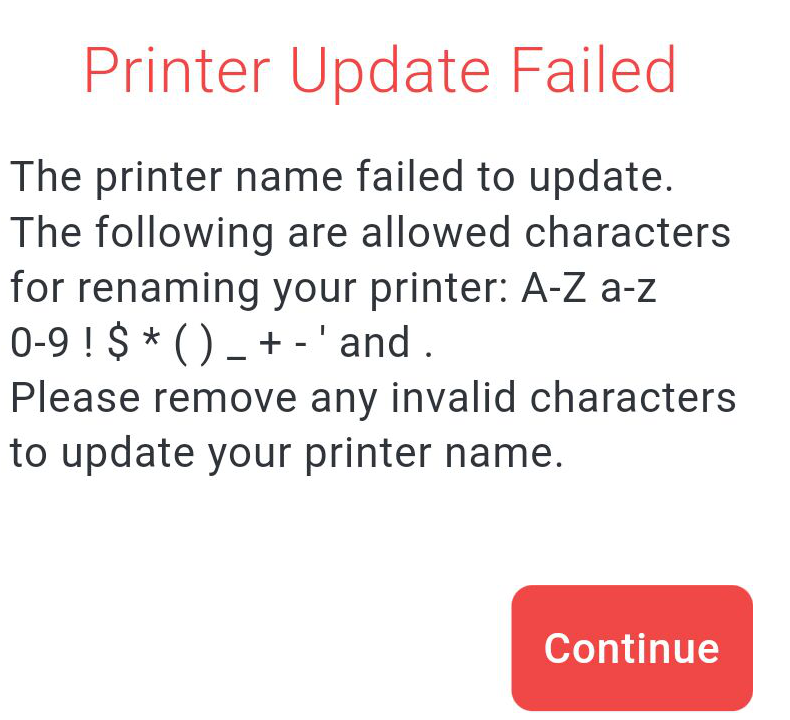 Printer Update Failed
The printer name failed to update.
The following are allowed characters
for renaming your printer: A-Z a-z
0-9 ! $ * ( ) _ + - ' and .
Please remove any invalid characters
to update your printer name.
Continue